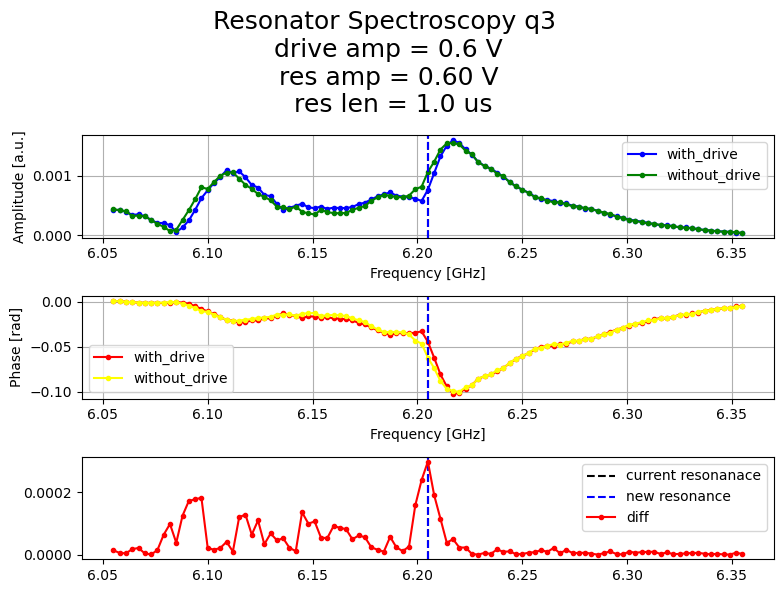 Resonator Spectroscopy q3
drive amp = 0.6 V
res amp = 0.60 V
res len = 1.0 us
Amplitude [a.u.]
0.001
0.000
with_drive
without_drive
6.05 6.10 6.15 6.20 6.25 6.30 6.35
Frequency [GHz]
Phase [rad]
0.00
−0.05
−0.10
with_drive
without_drive
6.05 6.10 6.15 6.20 6.25 6.30 6.35
Frequency [GHz]
0.0002
0.0000
current resonanace
new resonance
diff
6.05 6.10 6.15 6.20 6.25 6.30 6.35